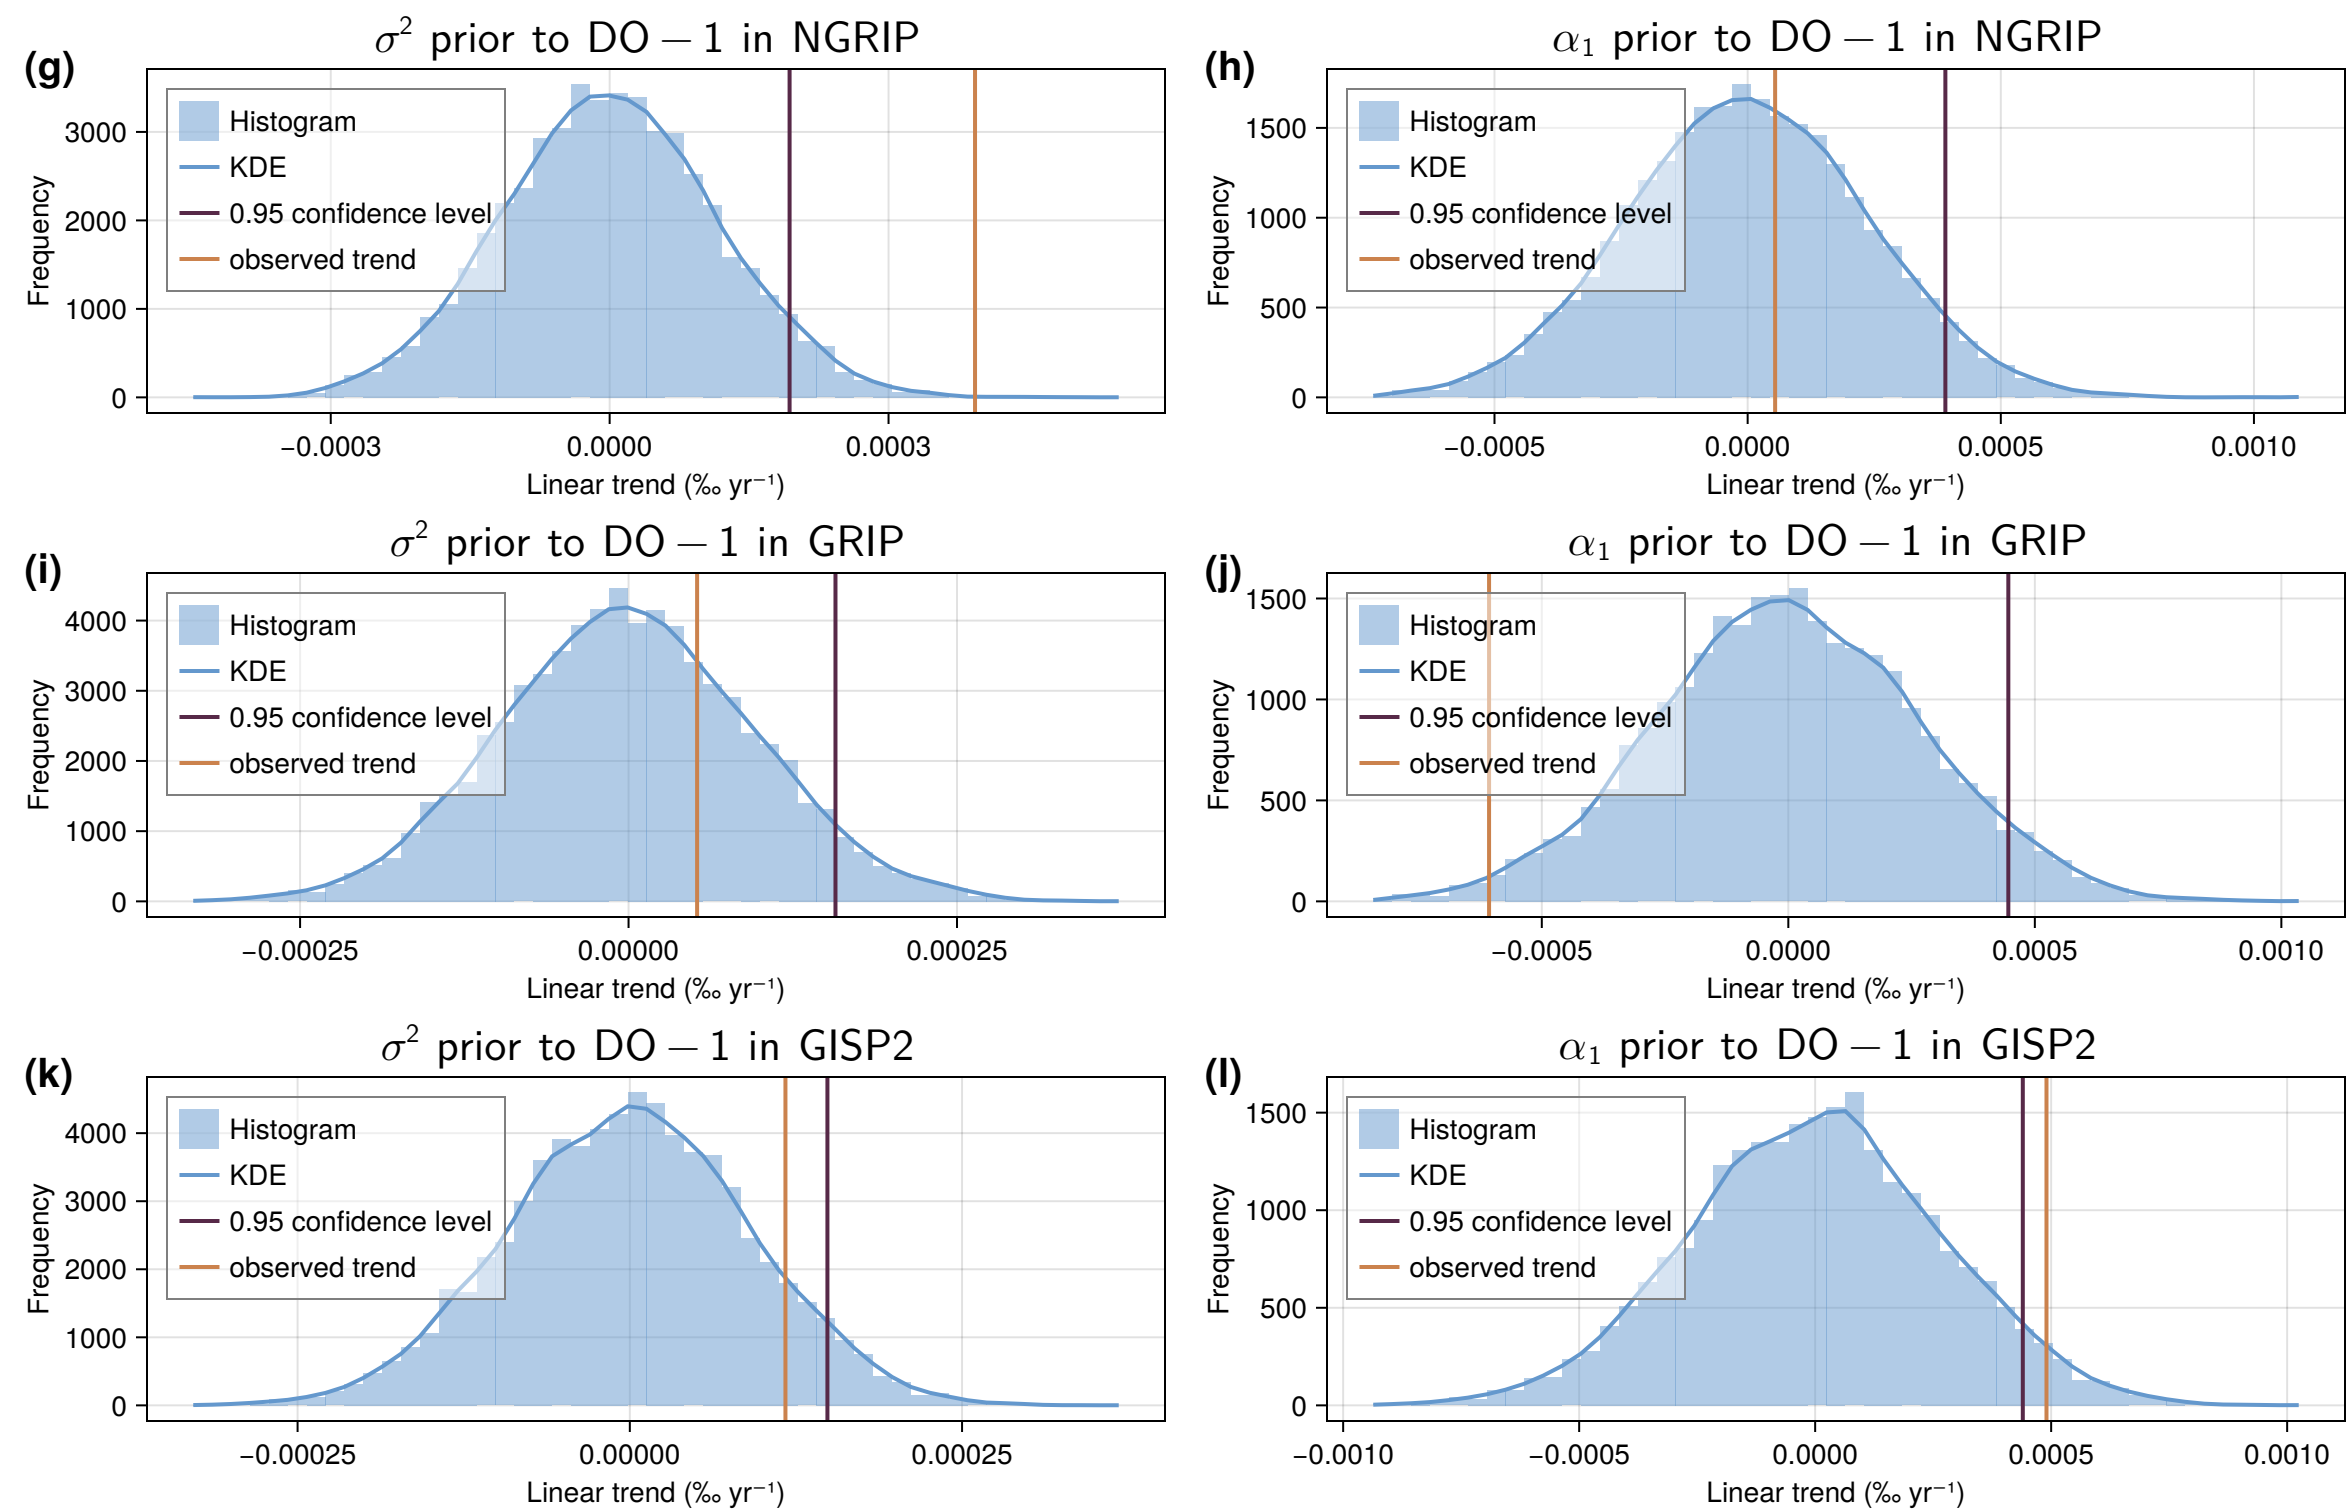 (g)
σ² prior to DO − 1 in NGRIP
Histogram
KDE
0.95 confidence level
observed trend
Frequency
3000
2000
1000
0
−0.0003 0.0000 0.0003
Linear trend (‰ yr⁻¹)
(h)
α₁ prior to DO − 1 in NGRIP
Histogram
KDE
0.95 confidence level
observed trend
Frequency
1500
1000
500
0
−0.0005 0.0000 0.0005 0.0010
Linear trend (‰ yr⁻¹)
(i)
σ² prior to DO − 1 in GRIP
Histogram
KDE
0.95 confidence level
observed trend
Frequency
4000
3000
2000
1000
0
−0.00025 0.00000 0.00025
Linear trend (‰ yr⁻¹)
(j)
α₁ prior to DO − 1 in GRIP
Histogram
KDE
0.95 confidence level
observed trend
Frequency
1500
1000
500
0
−0.0005 0.0000 0.0005 0.0010
Linear trend (‰ yr⁻¹)
(k)
σ² prior to DO − 1 in GISP2
Histogram
KDE
0.95 confidence level
observed trend
Frequency
4000
3000
2000
1000
0
−0.00025 0.00000 0.00025
Linear trend (‰ yr⁻¹)
(l)
α₁ prior to DO − 1 in GISP2
Histogram
KDE
0.95 confidence level
observed trend
Frequency
1500
1000
500
0
−0.0010 −0.0005 0.0000 0.0005 0.0010
Linear trend (‰ yr⁻¹)